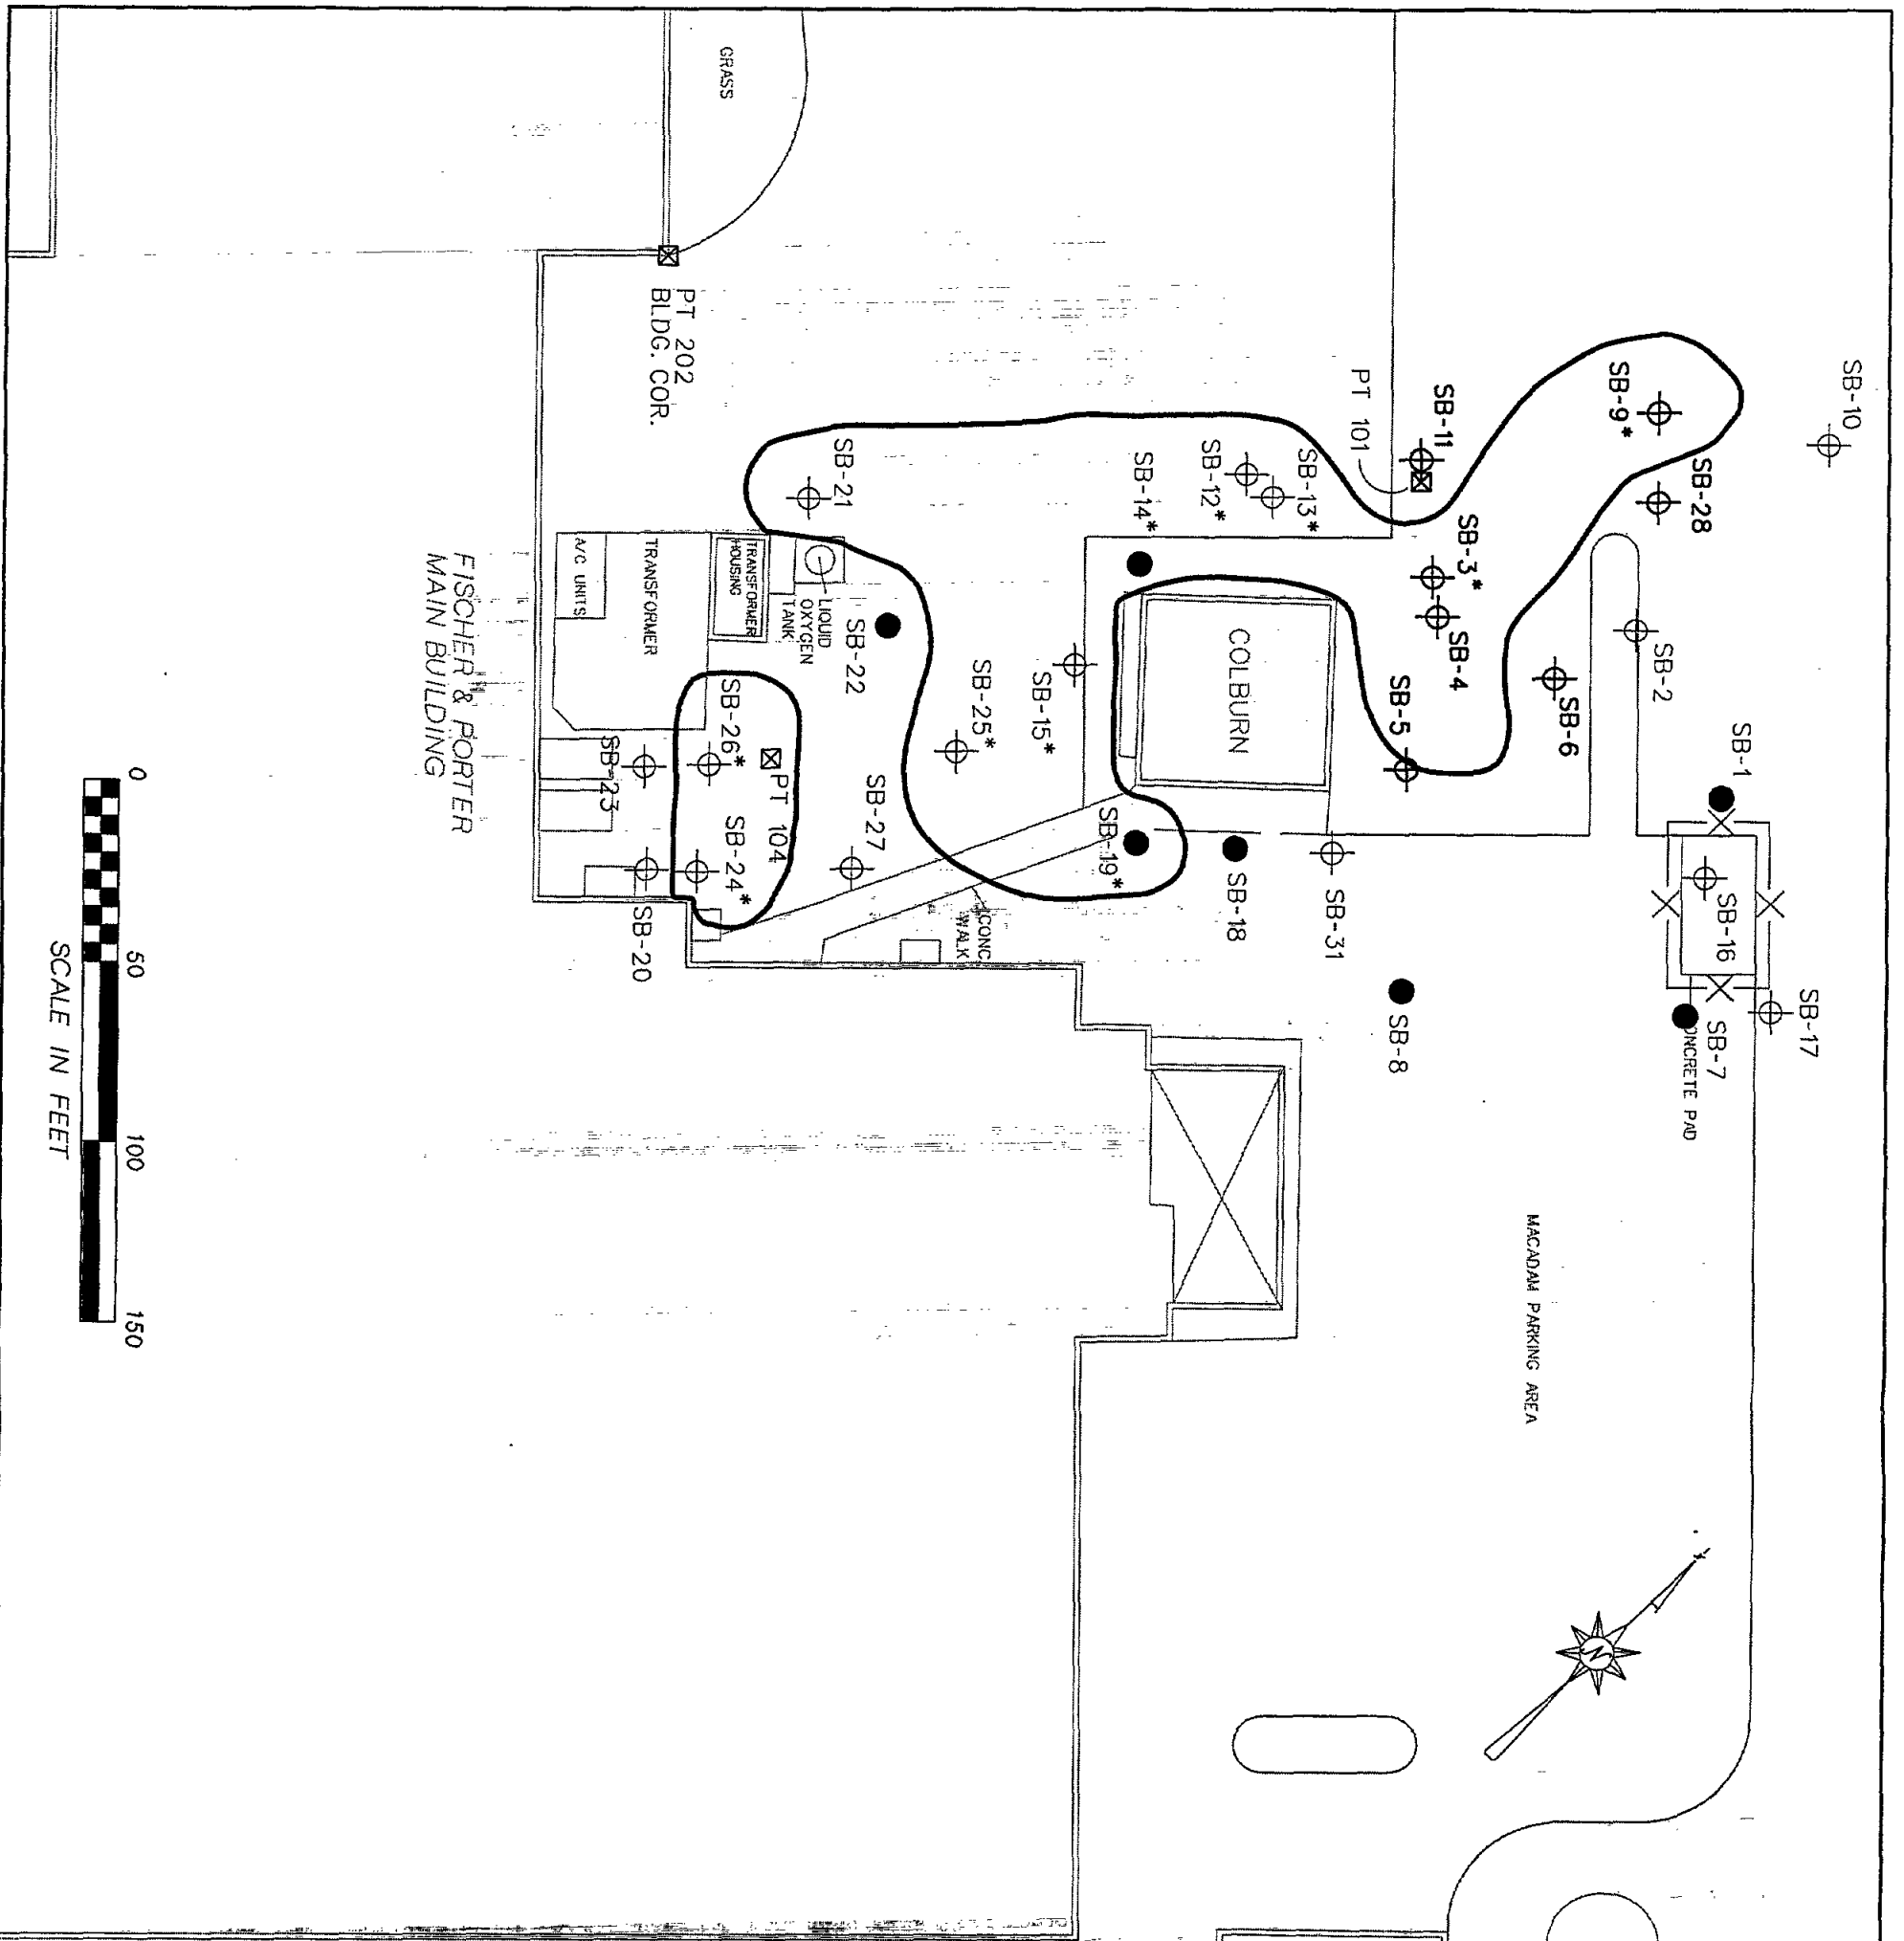 SB-10
SB-17
SB-1
SB-16
SB-7
ONCRETE PAD
SB-28
SB-9*
SB-2
SB-6
MACADAM PARKING AREA
SB-11
PT 101
SB-3*
SB-4
SB-5
SB-8
SB-13*
SB-12*
SB-14*
COLBURN
SB-31
SB-18
SB-19*
SB-15*
SB-25*
CONC
WALK
SB-21
SB-22
SB-27
LIQUID
OXYGEN
TANK
TRANSFORMER
HOUSING
TRANSFORMER
A/C UNITS
PT 104
SB-26*
SB-24*
SB-23
SB-20
GRASS
PT 202
BLDG. COR.
FISCHER & PORTER
MAIN BUILDING
0
50
100
150
SCALE IN FEET
N